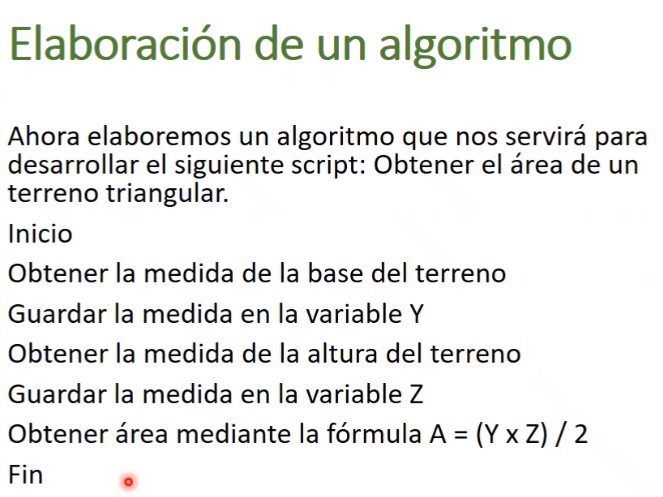 Elaboración de un algoritmo
Ahora elaboremos un algoritmo que nos servirá para
desarrollar el siguiente script: Obtener el área de un
terreno triangular.
Inicio
Obtener la medida de la base del terreno
Guardar la medida en la variable Y
Obtener la medida de la altura del terreno
Guardar la medida en la variable Z
Obtener área mediante la fórmula A = (Y x Z) / 2
Fin